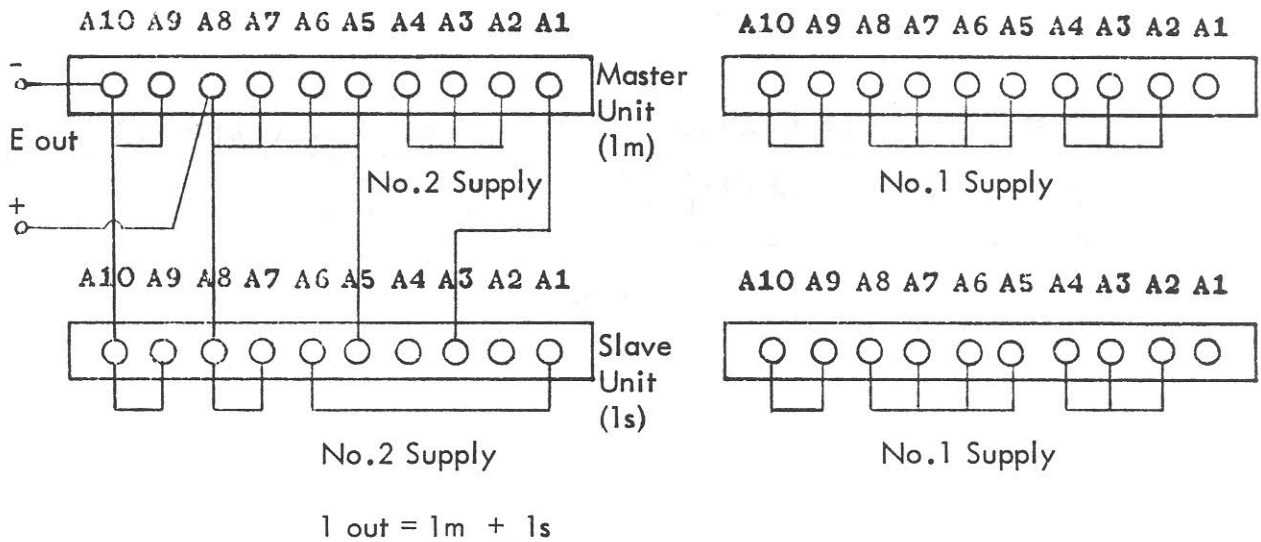 A10 A9 A8 A7 A6 A5 A4 A3 A2 A1
A10 A9 A8 A7 A6 A5 A4 A3 A2 A1
-
Master
Unit
(1m)
E out
No.2 Supply
No.1 Supply
+
A10 A9 A8 A7 A6 A5 A4 A3 A2 A1
A10 A9 A8 A7 A6 A5 A4 A3 A2 A1
Slave
Unit
(1s)
No.2 Supply
No.1 Supply
1 out = 1m + 1s